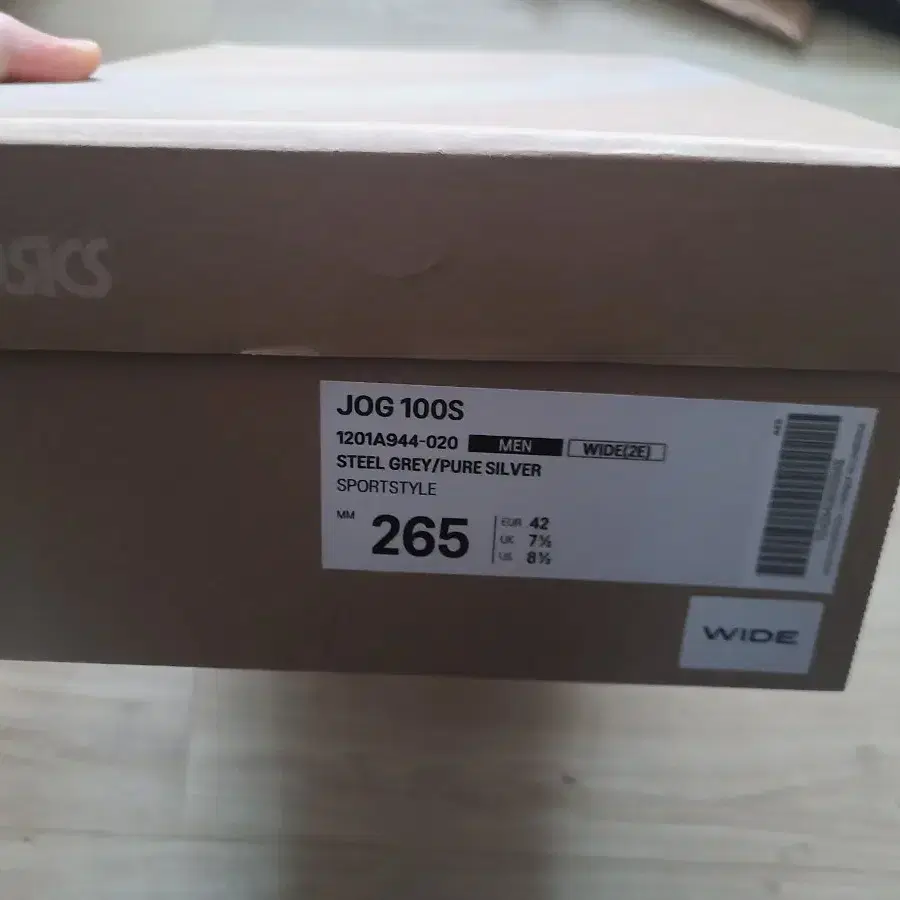 asics
JOG 100S
1201A944-020 MEN WIDE(2E)
STEEL GREY/PURE SILVER
SPORTSTYLE
MM 265
EUR 42
UK 7½
US 8½
WIDE